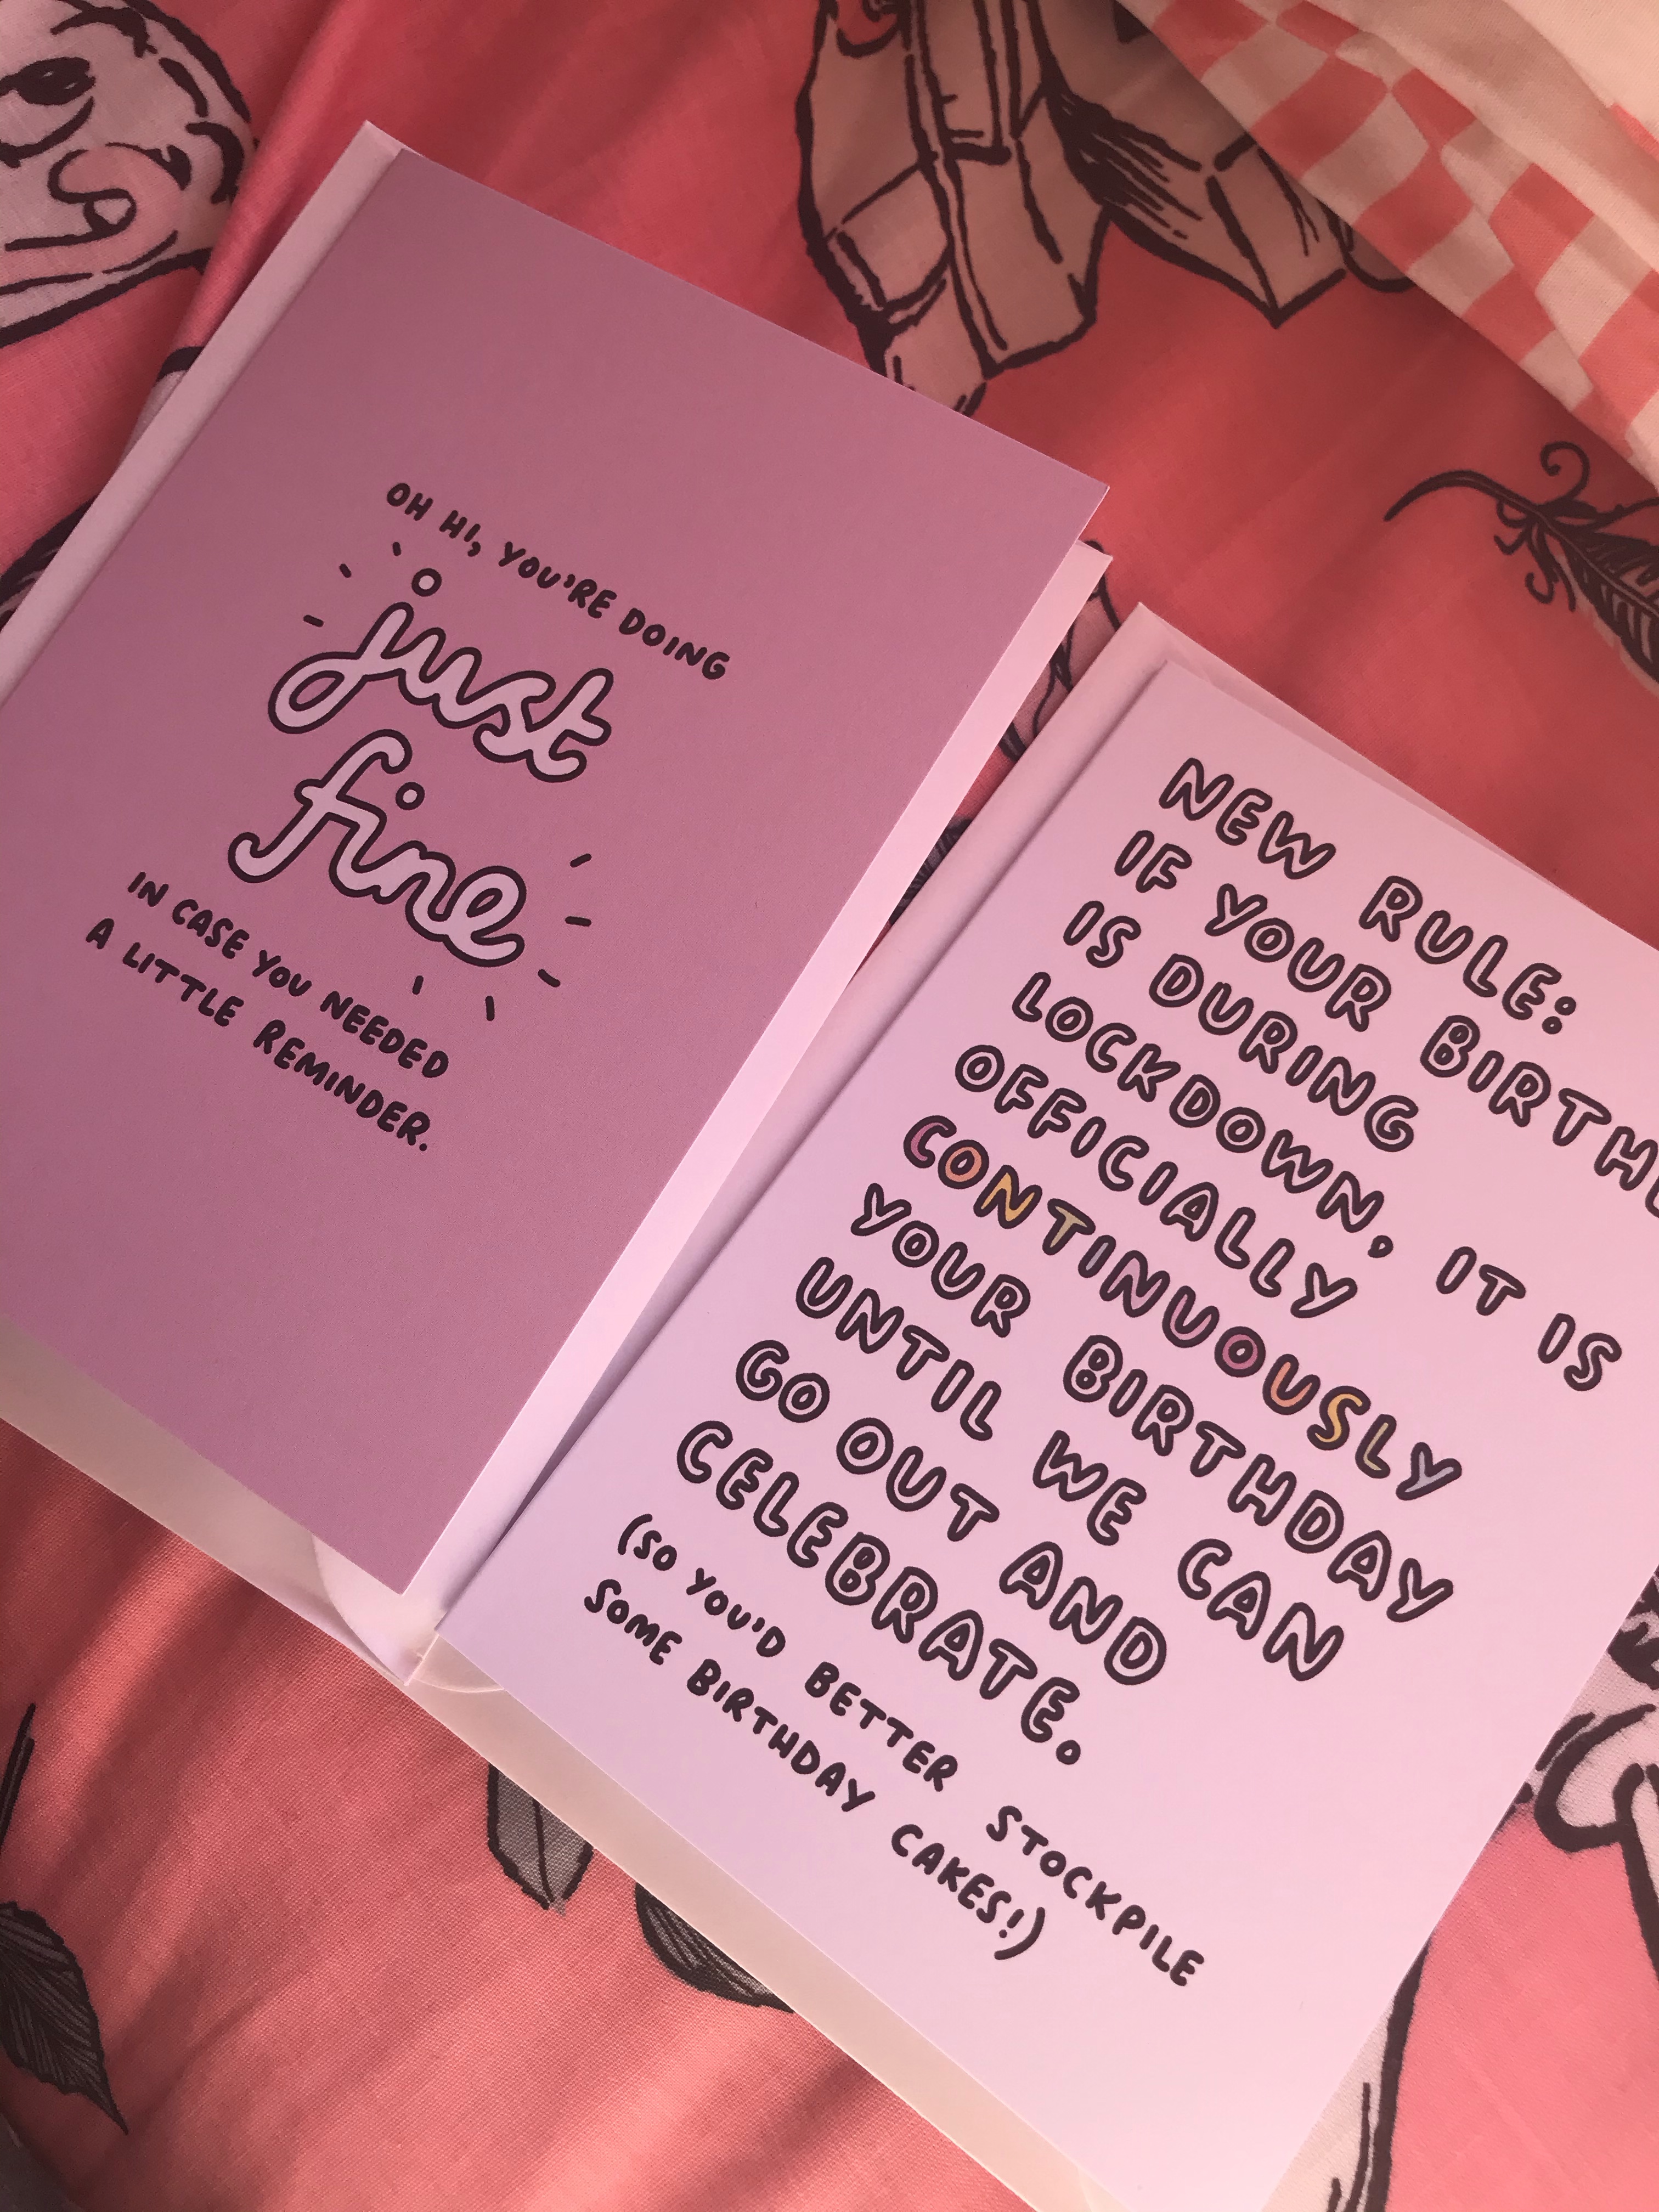 OH HI, YOU'RE DOING
just
fine
IN CASE YOU NEEDED
A LITTLE REMINDER.
NEW RULE:
IF YOUR
IS DURING
LOCKDOWN, IT IS
OFFICIALLY
CONTINUOUSLY
YOUR BIRTHDAY
UNTIL WE CAN
GO OUT AND
CELEBRATE.
(SO YOU'D BETTER STOCKPILE
SOME BIRTHDAY CAKES!)